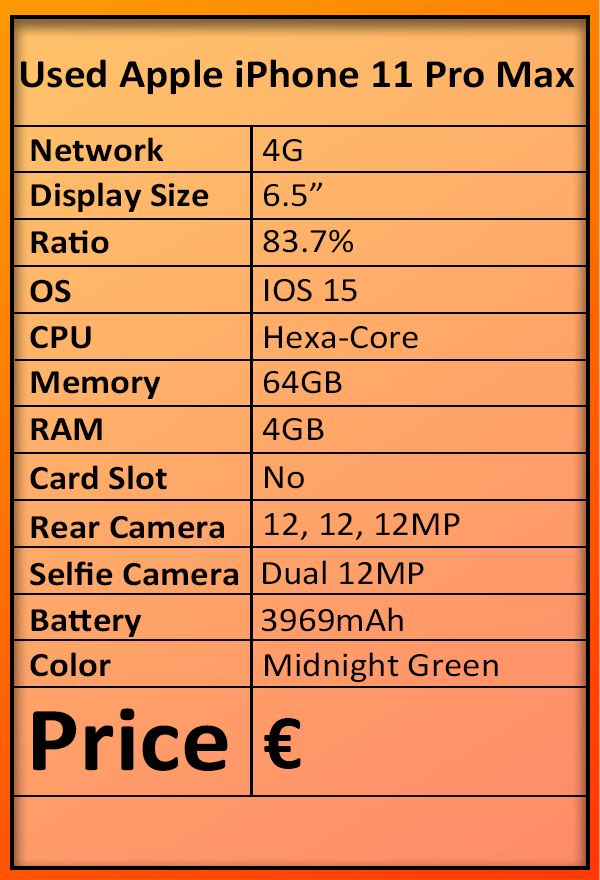 Used Apple iPhone 11 Pro Max
Network 4G
Display Size 6.5”
Ratio 83.7%
OS IOS 15
CPU Hexa-Core
Memory 64GB
RAM 4GB
Card Slot No
Rear Camera 12, 12, 12MP
Selfie Camera Dual 12MP
Battery 3969mAh
Color Midnight Green
Price €